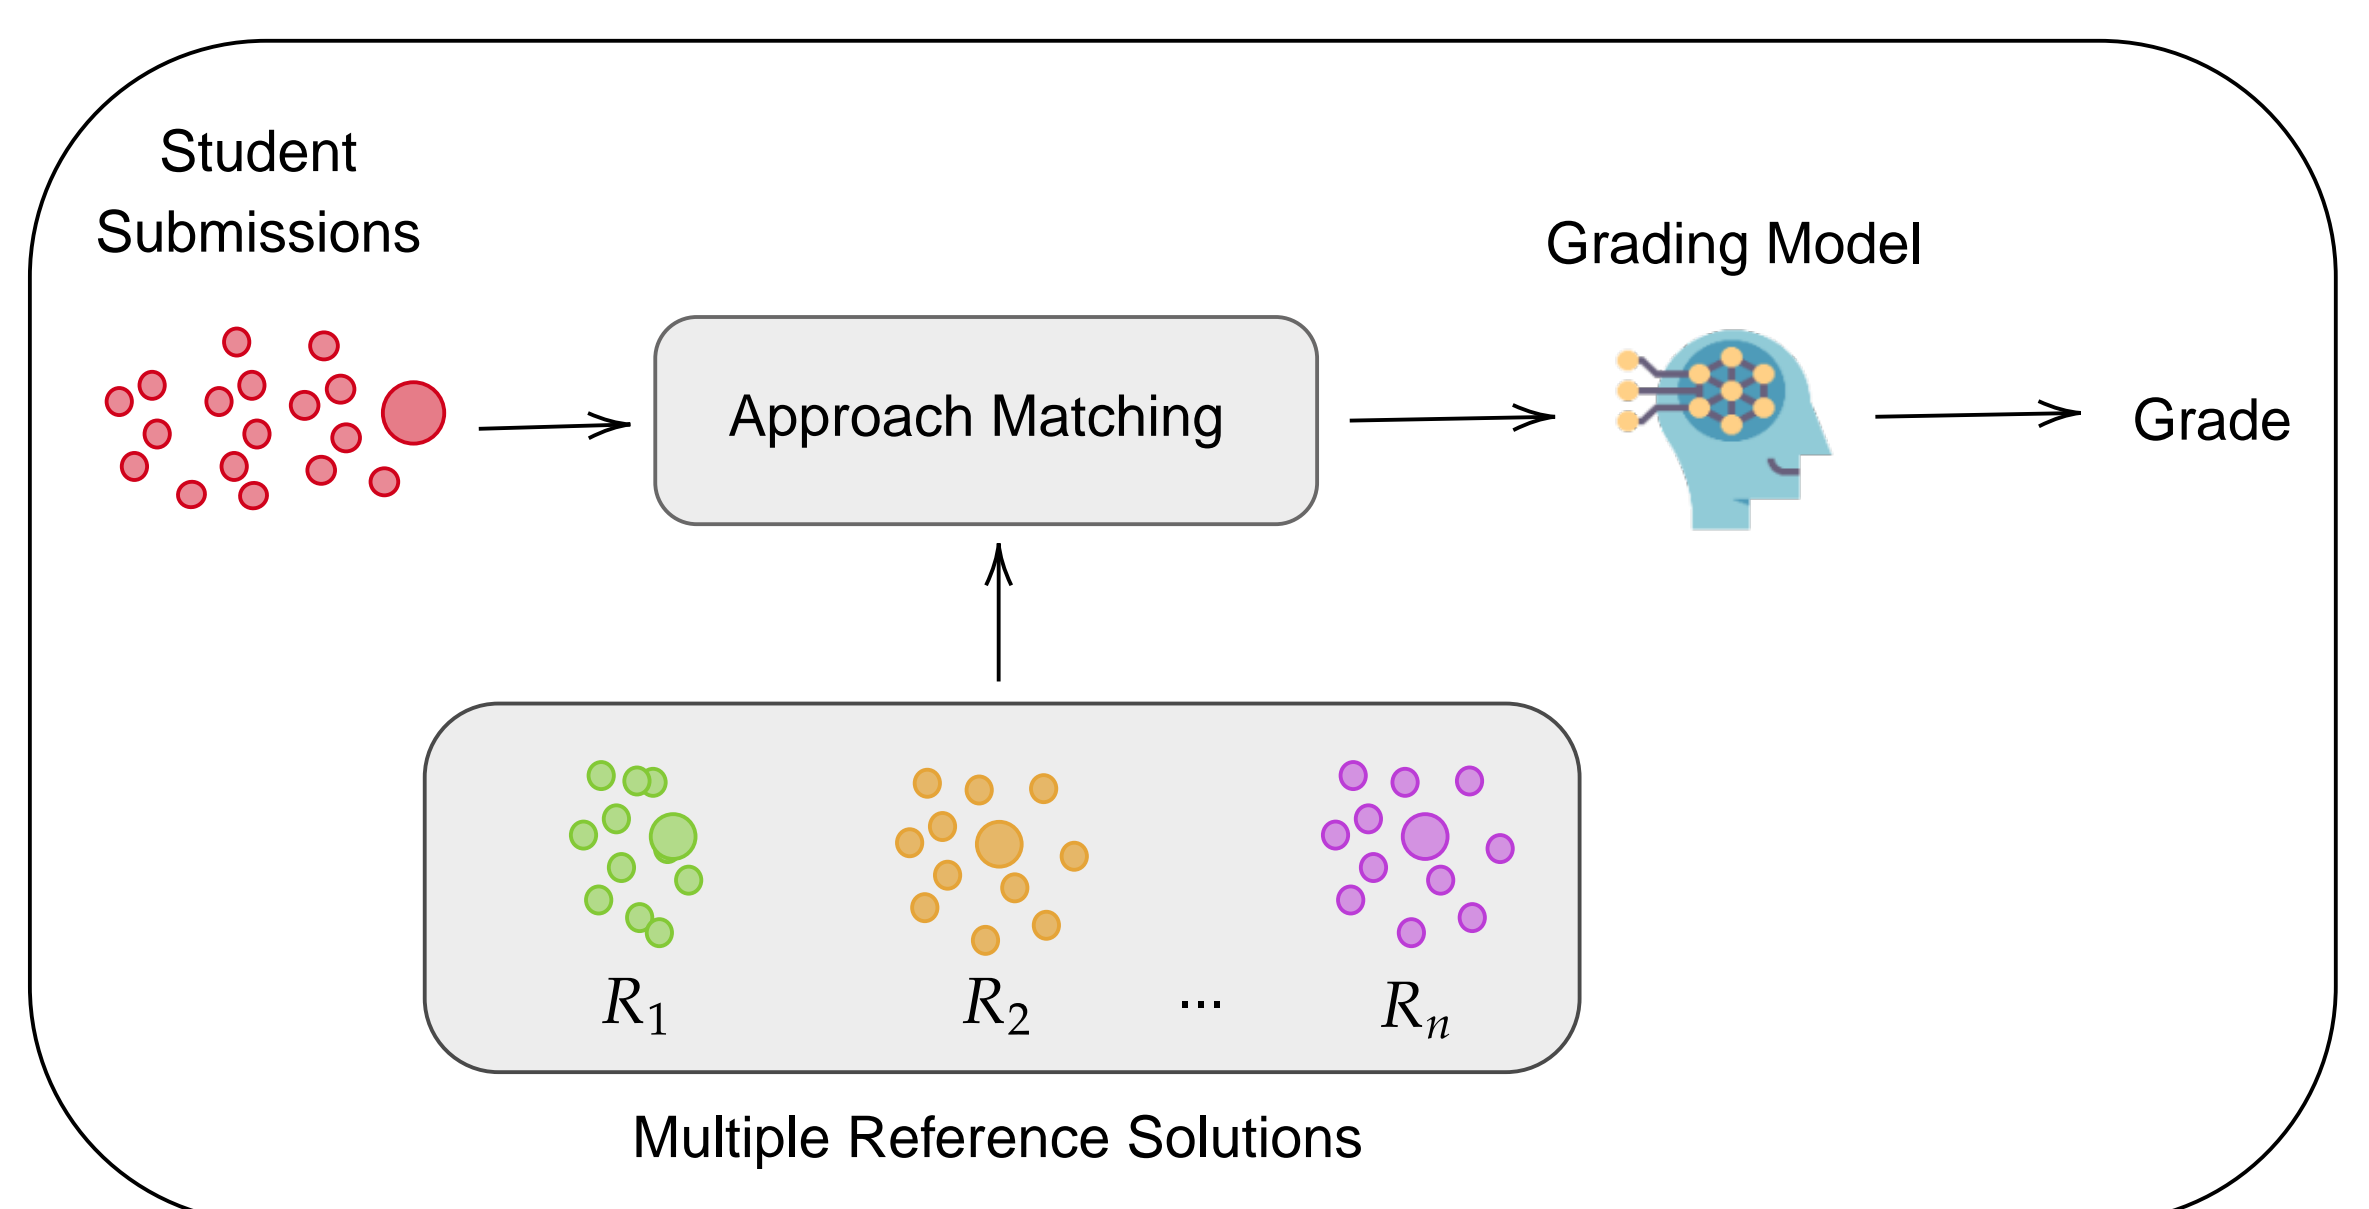 Student
Submissions
Grading Model
Approach Matching
Grade
R₁ R₂ ... Rₙ
Multiple Reference Solutions